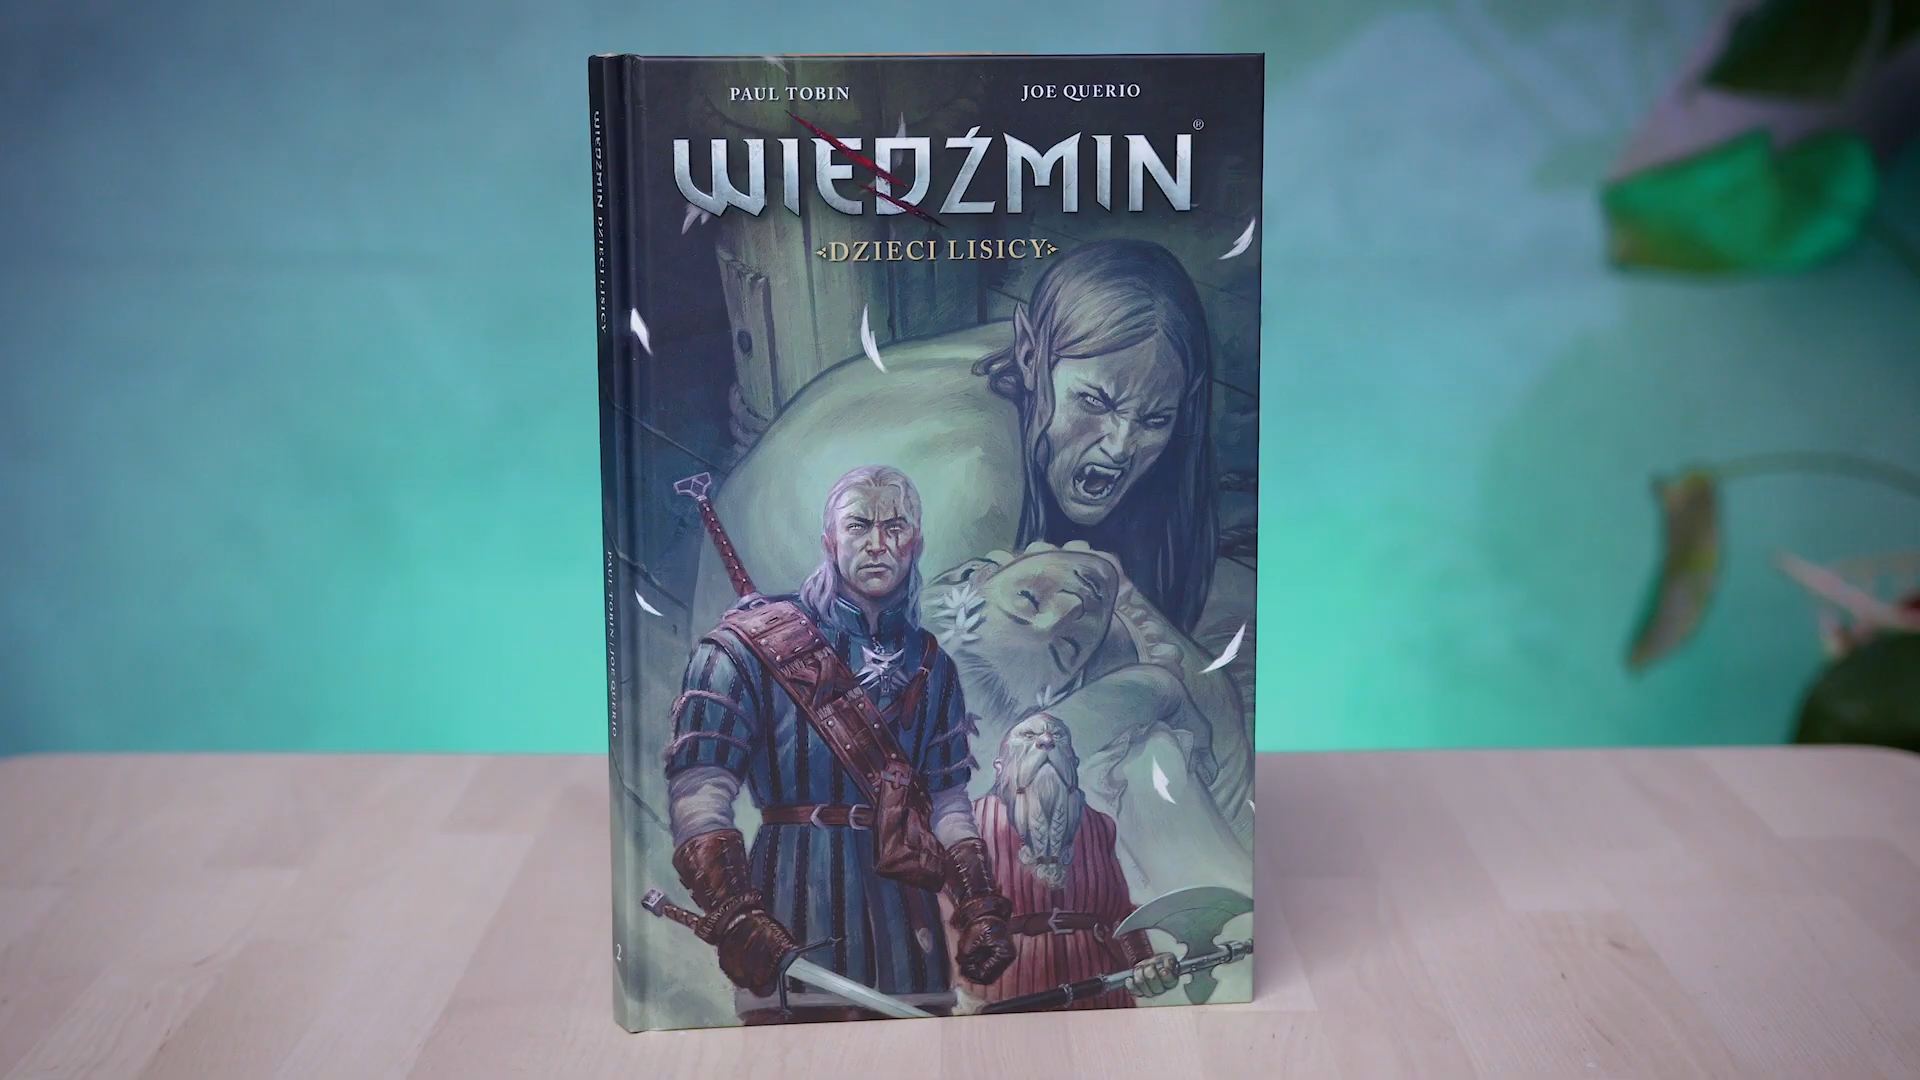 PAUL TOBIN JOE QUERIO
WIEDŹMIN®
DZIECI LISICY
WIEDŹMIN DZIECI LISICY
PAUL TOBIN | JOE QUERIO
2